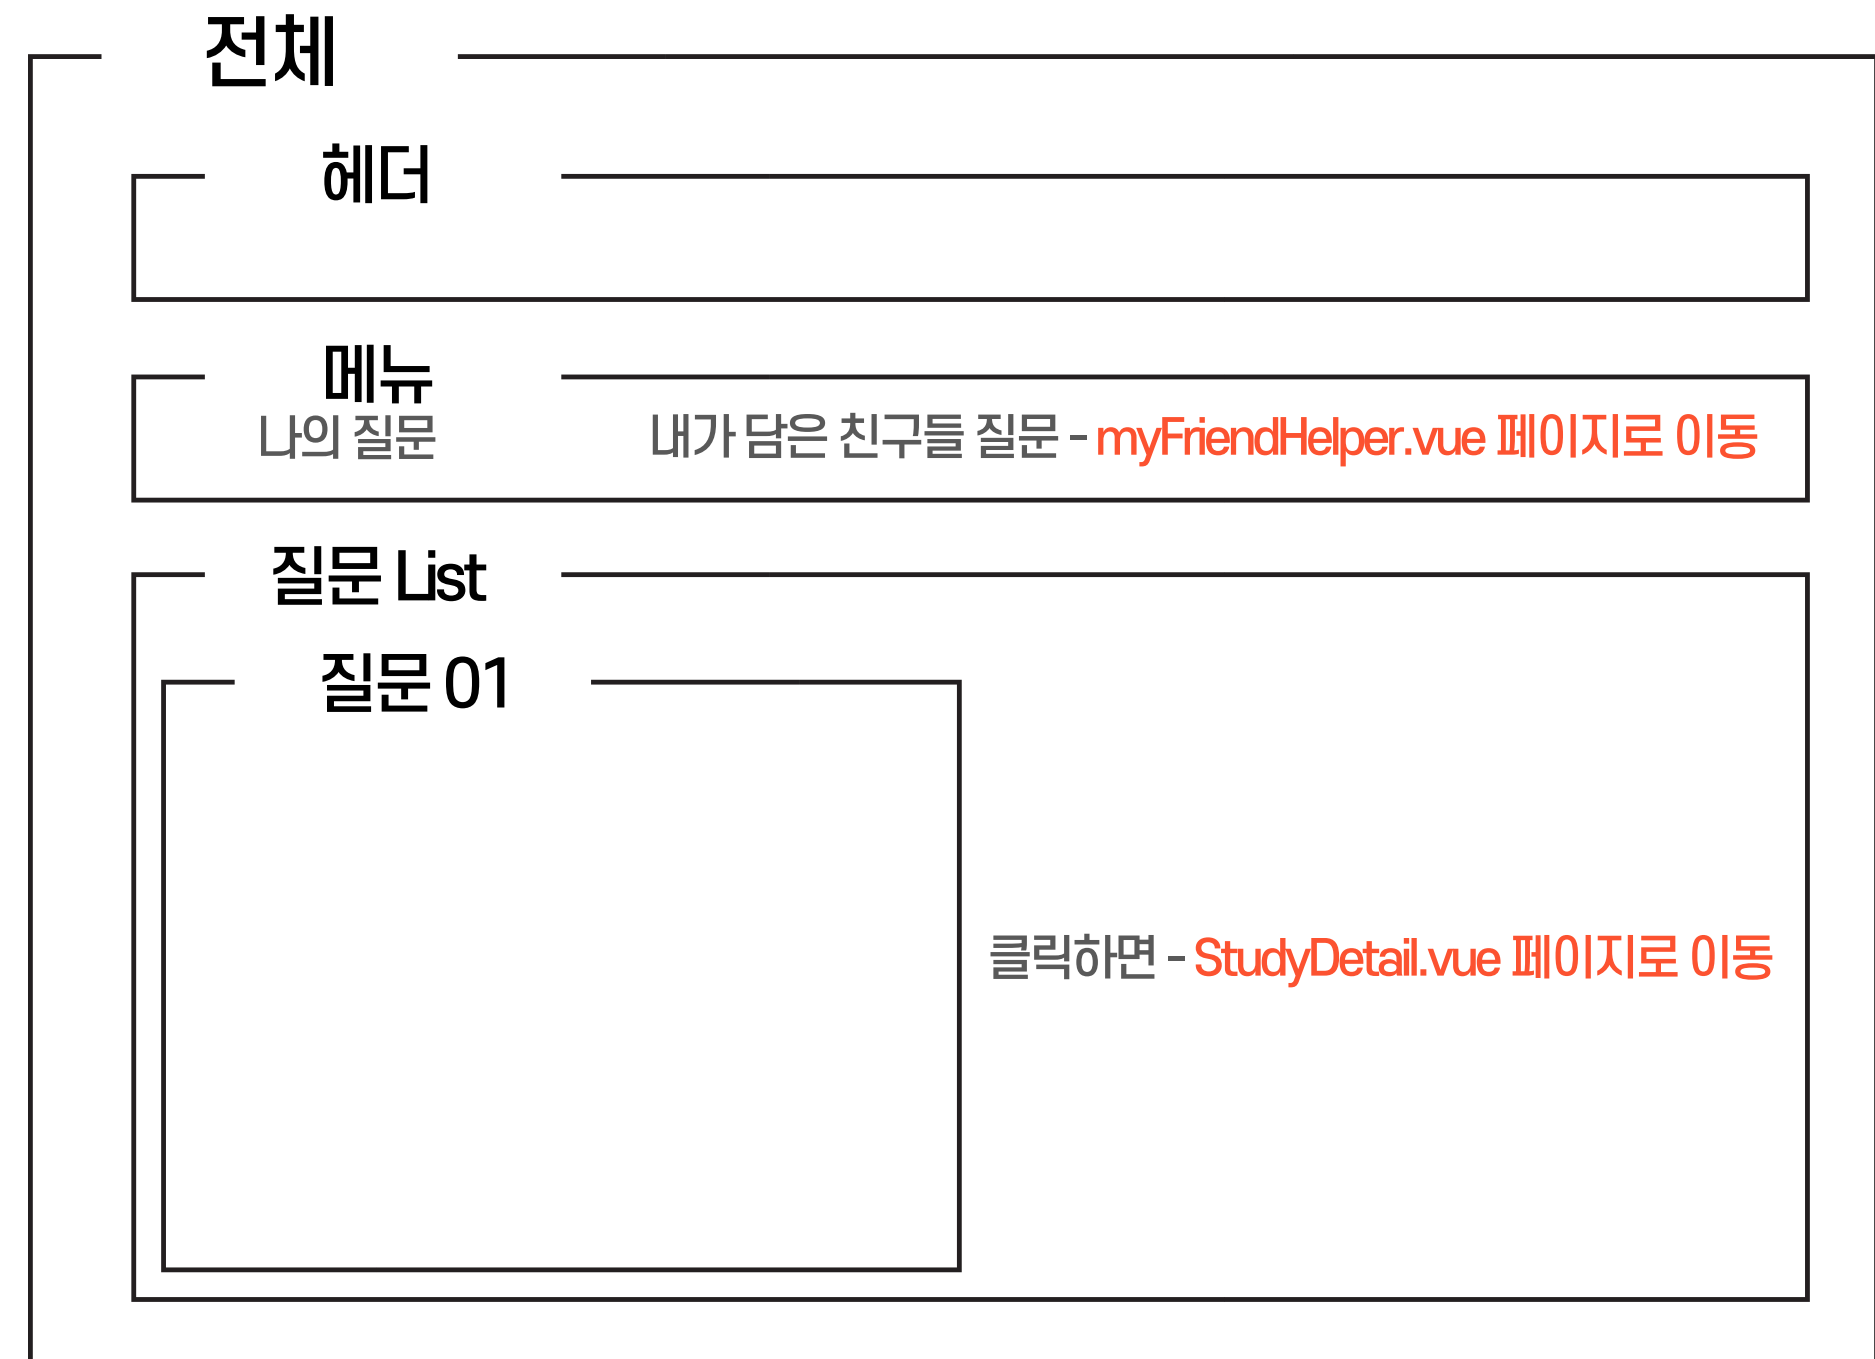 전체
헤더
메뉴
나의 질문 내가 담은 친구들 질문 - myFriendHelper.vue 페이지로 이동
질문 List
질문 01
클릭하면 - StudyDetail.vue 페이지로 이동